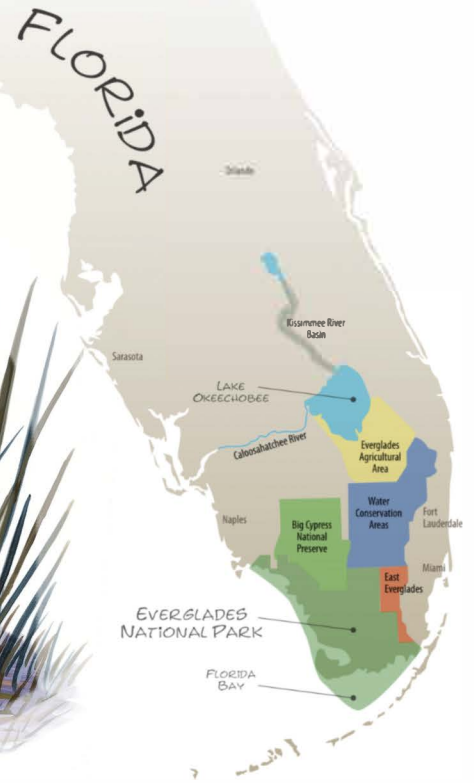 FLORIDA
Orlando
Kissimmee River
Basin
Sarasota
LAKE
OKEECHOBEE
Caloosahatchee River
Everglades
Agricultural
Area
Water
Conservation
Areas
Fort
Lauderdale
Naples
Big Cypress
National
Preserve
Miami
East
Everglades
EVERGLADES
NATIONAL PARK
FLORIDA
BAY